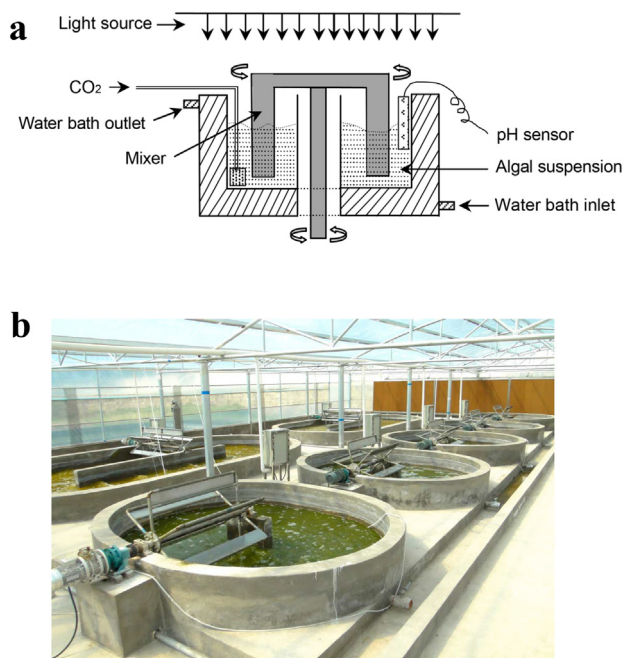 a
Light source
CO₂
Water bath outlet
Mixer
pH sensor
Algal suspension
Water bath inlet
b